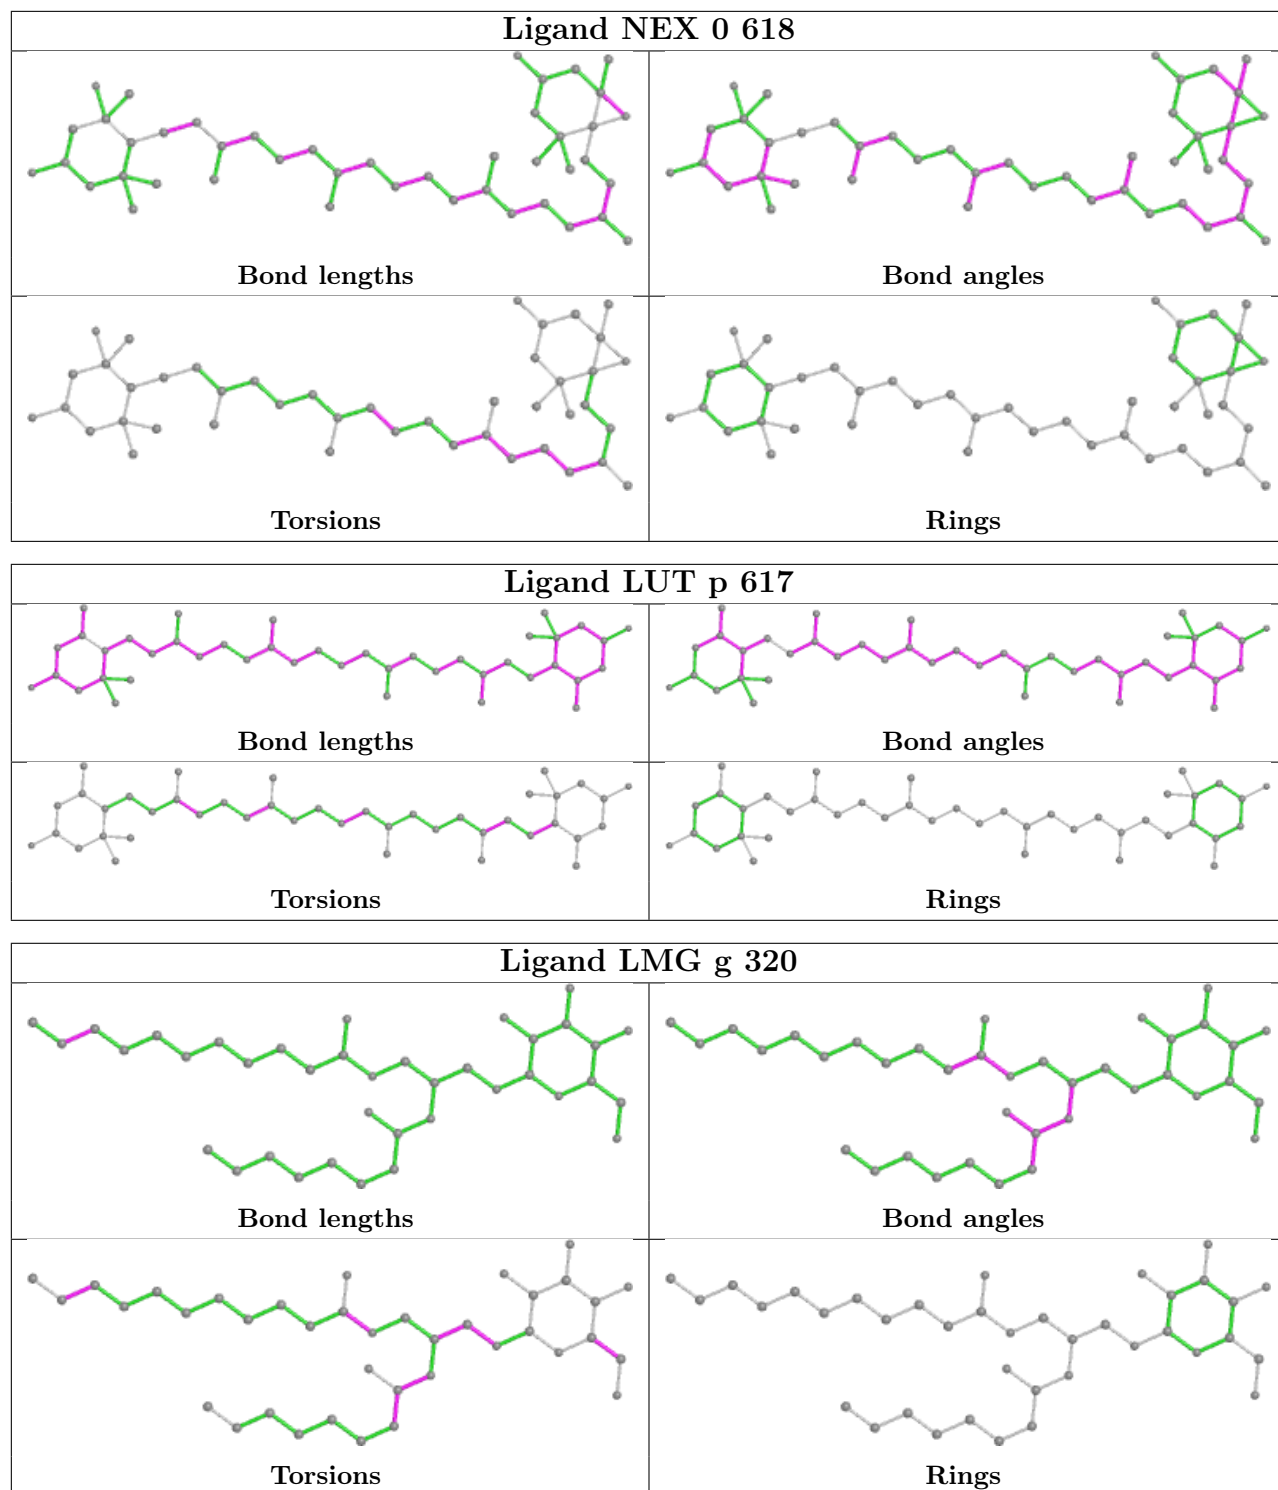 Ligand NEX 0 618
Bond lengths
Bond angles
Torsions
Rings
Ligand LUT p 617
Bond lengths
Bond angles
Torsions
Rings
Ligand LMG g 320
Bond lengths
Bond angles
Torsions
Rings